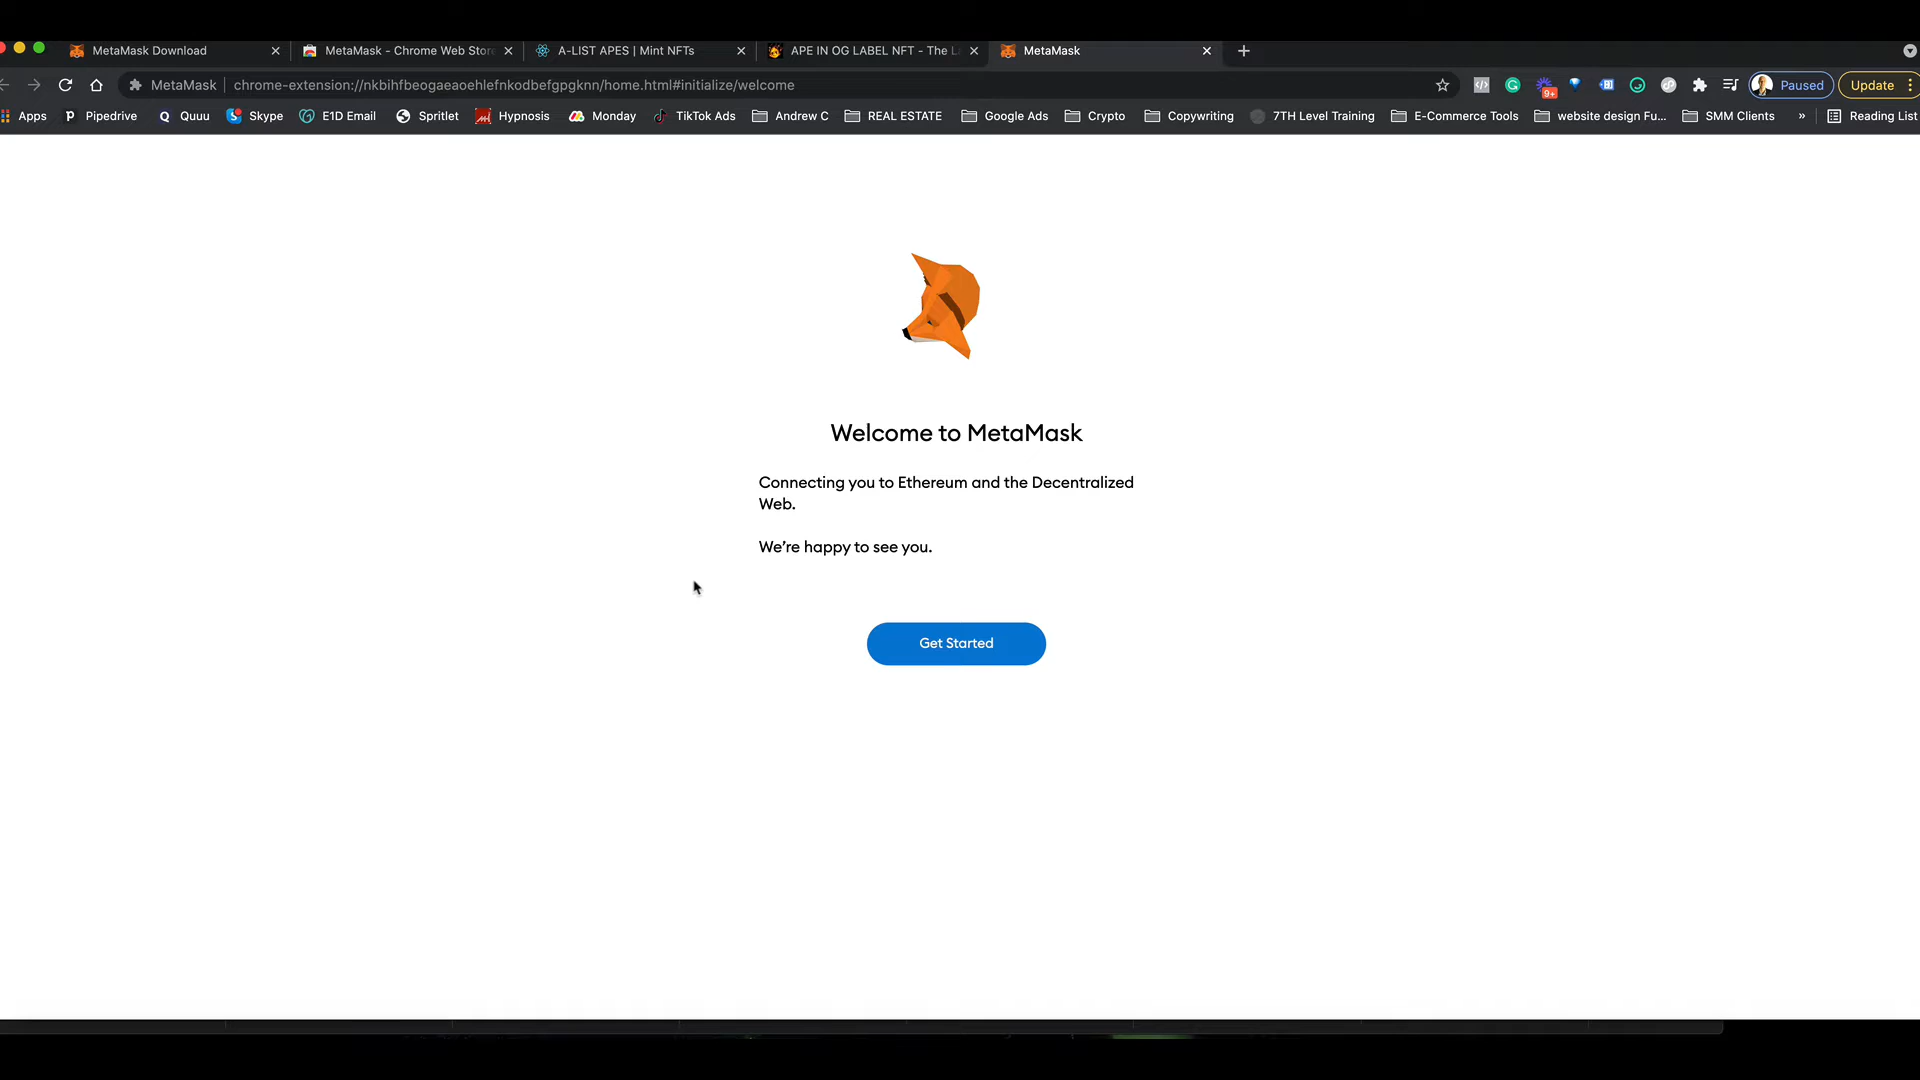 MetaMask Download
MetaMask - Chrome Web Stor
A-LIST APES | Mint NFTs
APE IN OG LABEL NFT - The L
MetaMask
MetaMask
chrome-extension://nkbihfbeogaeaoehlefnkodbefgpgknn/home.html#initialize/welcome
9+
Paused
Update
Apps
Pipedrive
Quuu
Skype
E1D Email
Spritlet
Hypnosis
Monday
TikTok Ads
Andrew C
REAL ESTATE
Google Ads
Crypto
Copywriting
7TH Level Training
E-Commerce Tools
website design Fu...
SMM Clients
»
Reading List
Welcome to MetaMask
Connecting you to Ethereum and the Decentralized
Web.
We're happy to see you.
Get Started